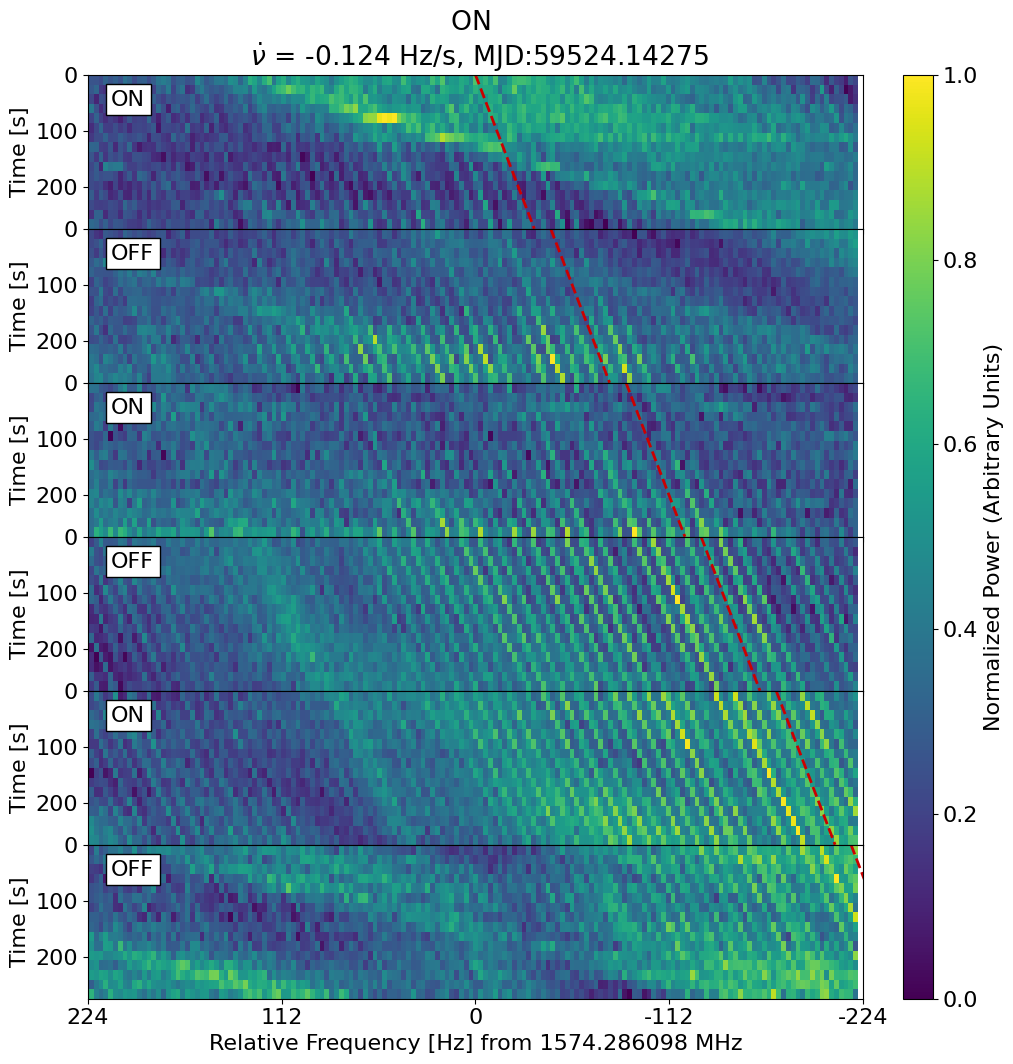 ON
ν̇ = -0.124 Hz/s, MJD:59524.14275
0
ON
100
Time [s]
200
0
OFF
100
Time [s]
200
0
ON
100
Time [s]
200
0
OFF
100
Time [s]
200
0
ON
100
Time [s]
200
0
OFF
100
Time [s]
200
224 112 0 -112 -224
Relative Frequency [Hz] from 1574.286098 MHz
1.0
0.8
0.6
0.4
0.2
0.0
Normalized Power (Arbitrary Units)